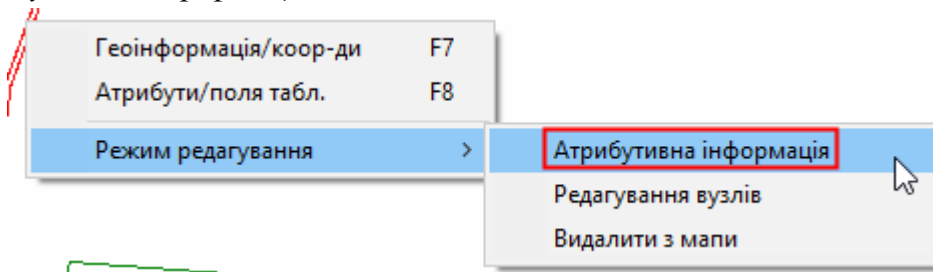 Геоінформація/коор-ди F7
Атрибути/поля табл. F8
Режим редагування >
Атрибутивна інформація
Редагування вузлів
Видалити з мапи